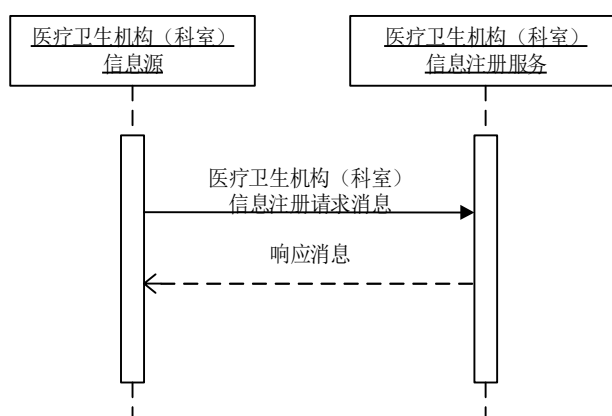 医疗卫生机构（科室）
信息源
医疗卫生机构（科室）
信息注册服务
医疗卫生机构（科室）
信息注册请求消息
响应消息